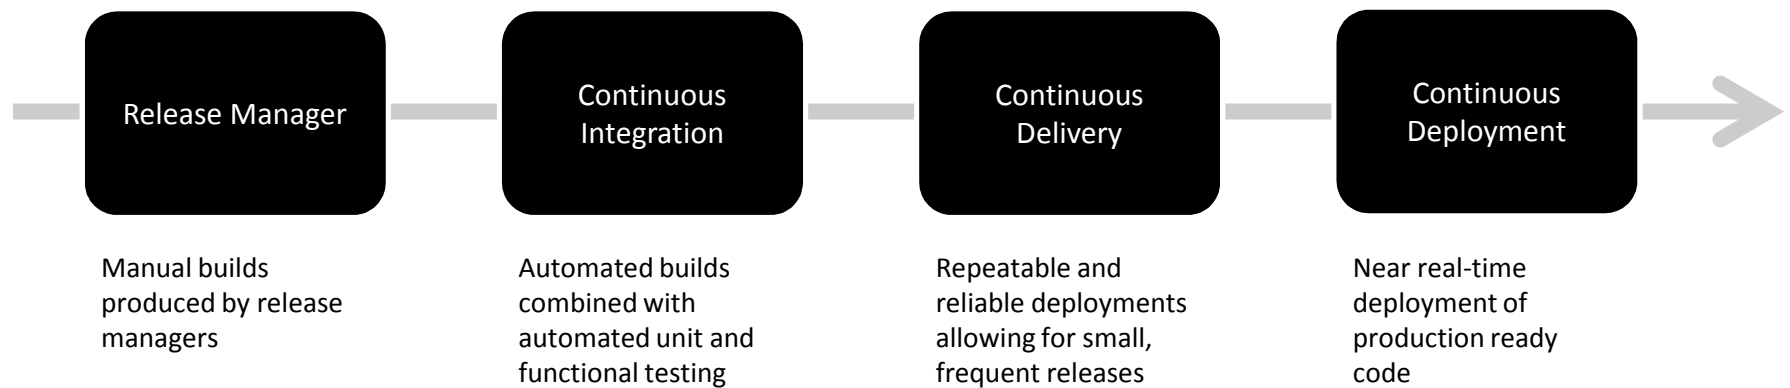 Release Manager
Continuous
Integration
Continuous
Delivery
Continuous
Deployment
Manual builds
produced by release
managers
Automated builds
combined with
automated unit and
functional testing
Repeatable and
reliable deployments
allowing for small,
frequent releases
Near real-time
deployment of
production ready
code